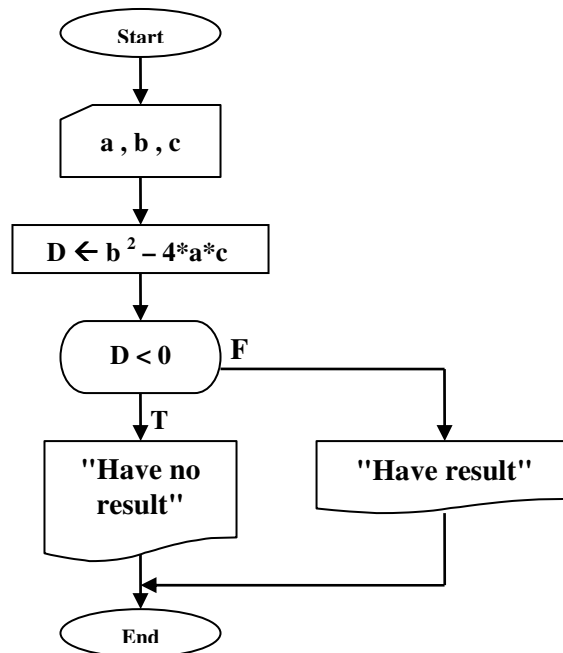 Start
a , b , c
D ← b ² – 4*a*c
D < 0
F
T
"Have no
result"
"Have result"
End